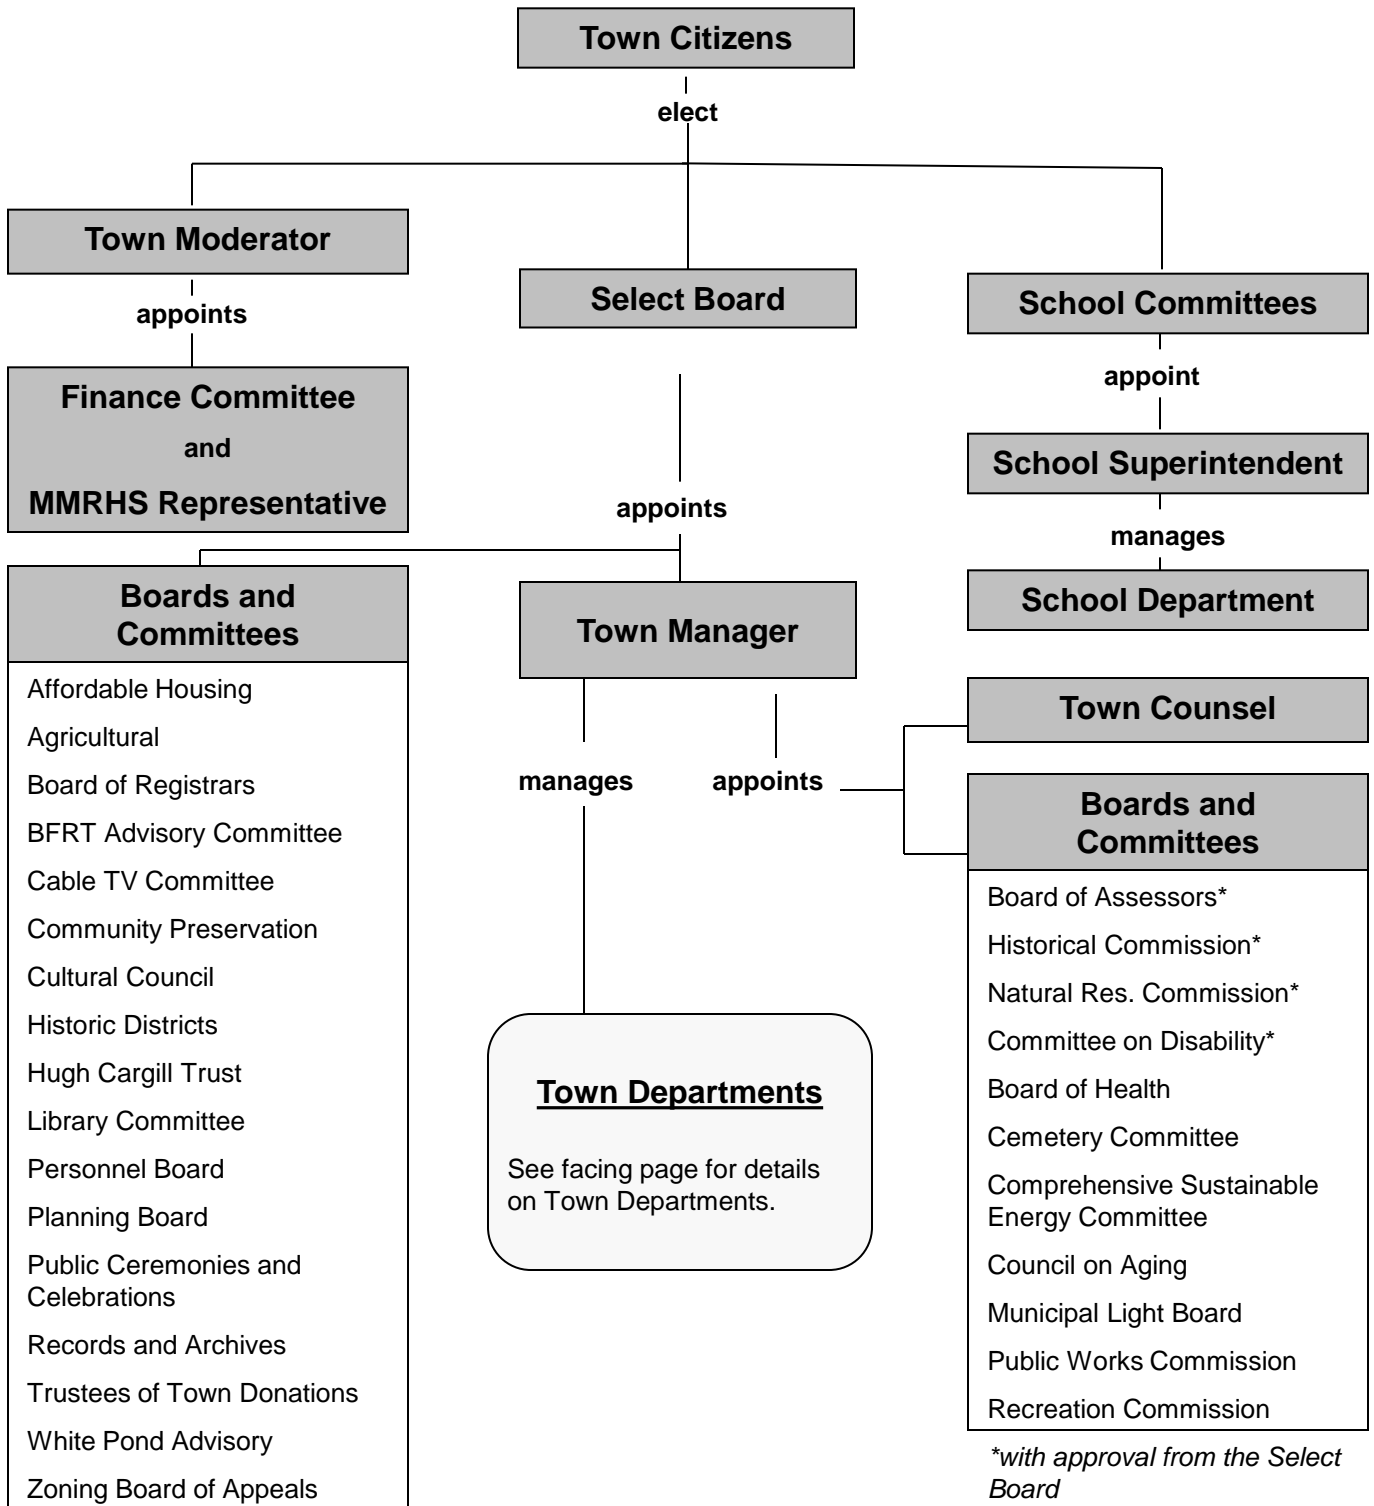 Town Citizens
elect
Town Moderator
appoints
Finance Committee
and
MMRHS Representative
Select Board
appoints
School Committees
appoint
School Superintendent
manages
School Department
Boards and
Committees
Affordable Housing
Agricultural
Board of Registrars
BFRT Advisory Committee
Cable TV Committee
Community Preservation
Cultural Council
Historic Districts
Hugh Cargill Trust
Library Committee
Personnel Board
Planning Board
Public Ceremonies and
Celebrations
Records and Archives
Trustees of Town Donations
White Pond Advisory
Zoning Board of Appeals
Town Manager
manages
appoints
Town Departments
See facing page for details
on Town Departments.
Town Counsel
Boards and
Committees
Board of Assessors*
Historical Commission*
Natural Res. Commission*
Committee on Disability*
Board of Health
Cemetery Committee
Comprehensive Sustainable
Energy Committee
Council on Aging
Municipal Light Board
Public Works Commission
Recreation Commission
*with approval from the Select
Board